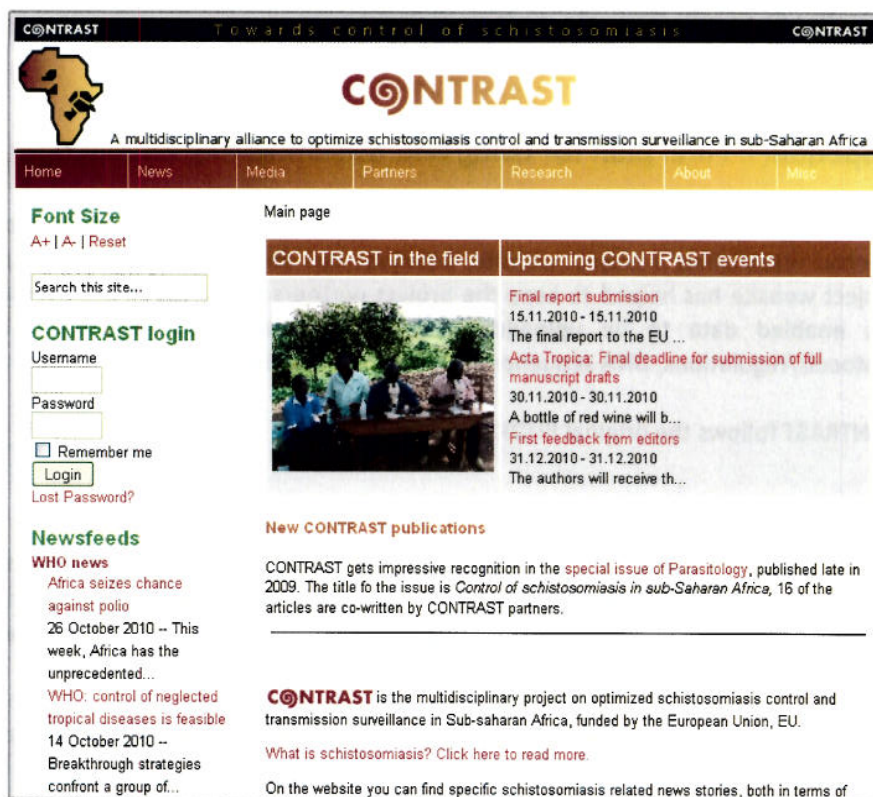 CONTRAST
Towards control of schistosomiasis
CONTRAST
CONTRAST
A multidisciplinary alliance to optimize schistosomiasis control and transmission surveillance in sub-Saharan Africa
Home News Media Partners Research About Misc
Font Size
A+ | A- | Reset
Search this site...
CONTRAST login
Username
Password
Remember me
Login
Lost Password?
Newsfeeds
WHO news
Africa seizes chance
against polio
26 October 2010 -- This
week, Africa has the
unprecedented...
WHO: control of neglected
tropical diseases is feasible
14 October 2010 --
Breakthrough strategies
confront a group of...
Main page
CONTRAST in the field
Upcoming CONTRAST events
Final report submission
15.11.2010 - 15.11.2010
The final report to the EU ...
Acta Tropica: Final deadline for submission of full
manuscript drafts
30.11.2010 - 30.11.2010
A bottle of red wine will b...
First feedback from editors
31.12.2010 - 31.12.2010
The authors will receive th...
New CONTRAST publications
CONTRAST gets impressive recognition in the special issue of Parasitology, published late in
2009. The title fo the issue is Control of schistosomiasis in sub-Saharan Africa, 16 of the
articles are co-written by CONTRAST partners.
CONTRAST is the multidisciplinary project on optimized schistosomiasis control and
transmission surveillance in Sub-saharan Africa, funded by the European Union, EU.
What is schistosomiasis? Click here to read more.
On the website you can find specific schistosomiasis related news stories, both in terms of